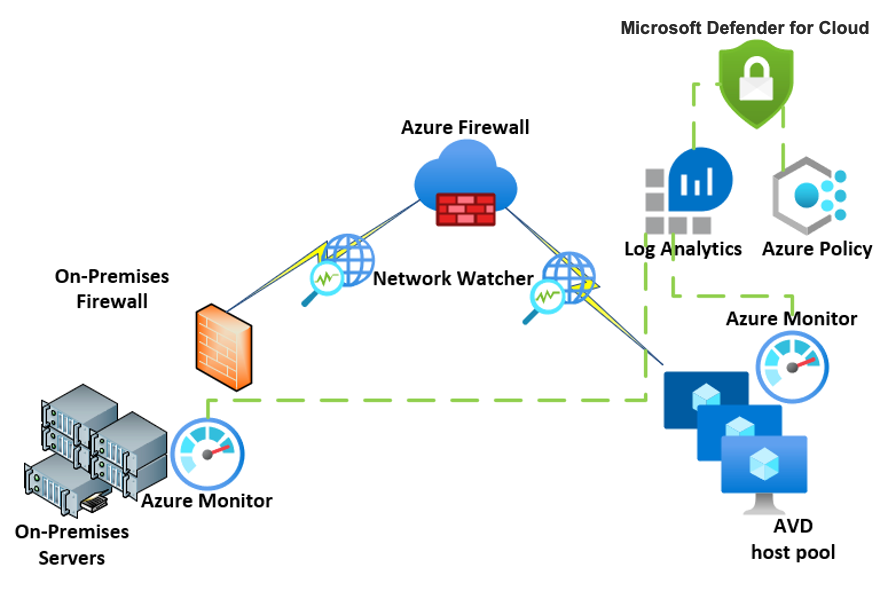 Microsoft Defender for Cloud
Azure Firewall
Log Analytics
Azure Policy
On-Premises
Firewall
Network Watcher
Azure Monitor
Azure Monitor
On-Premises
Servers
AVD
host pool